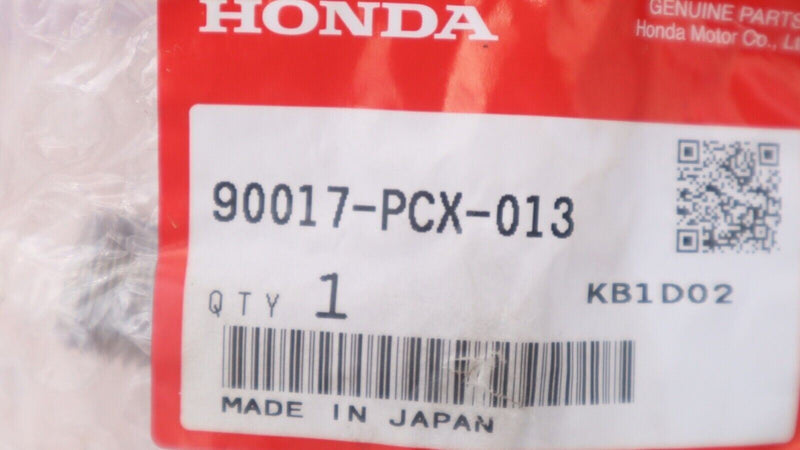 HONDA
GENUINE PARTS
Honda Motor Co.,
90017-PCX-013
QTY 1
KB1D02
MADE IN JAPAN